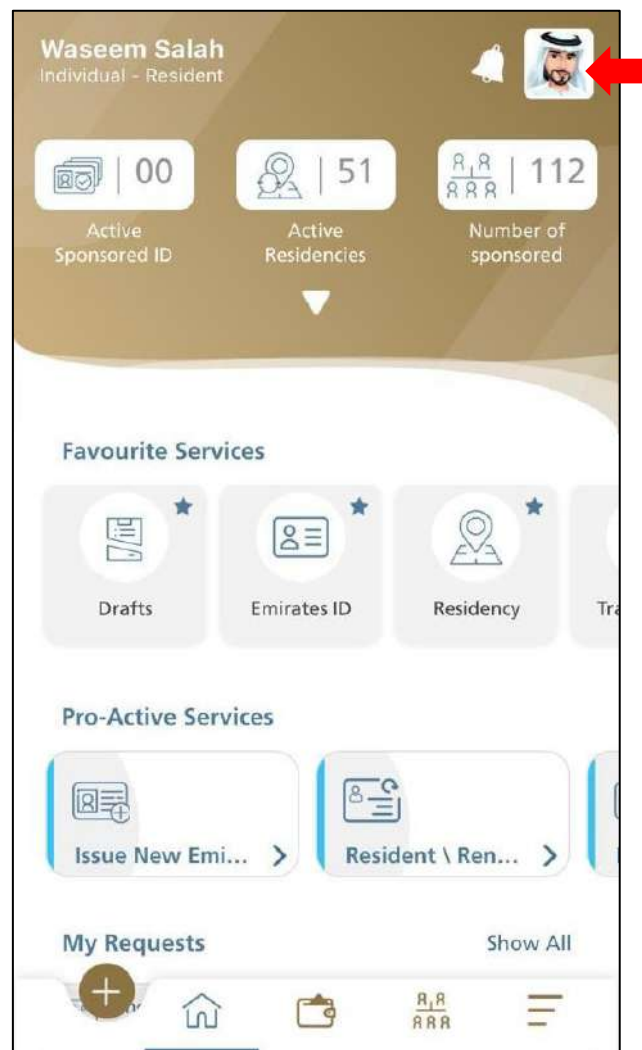 Waseem Salah
Individual - Resident
00
51
112
Active
Sponsored ID
Active
Residencies
Number of
sponsored
Favourite Services
Drafts
Emirates ID
Residency
Tra
Pro-Active Services
Issue New Emi...
Resident \ Ren...
My Requests
Show All